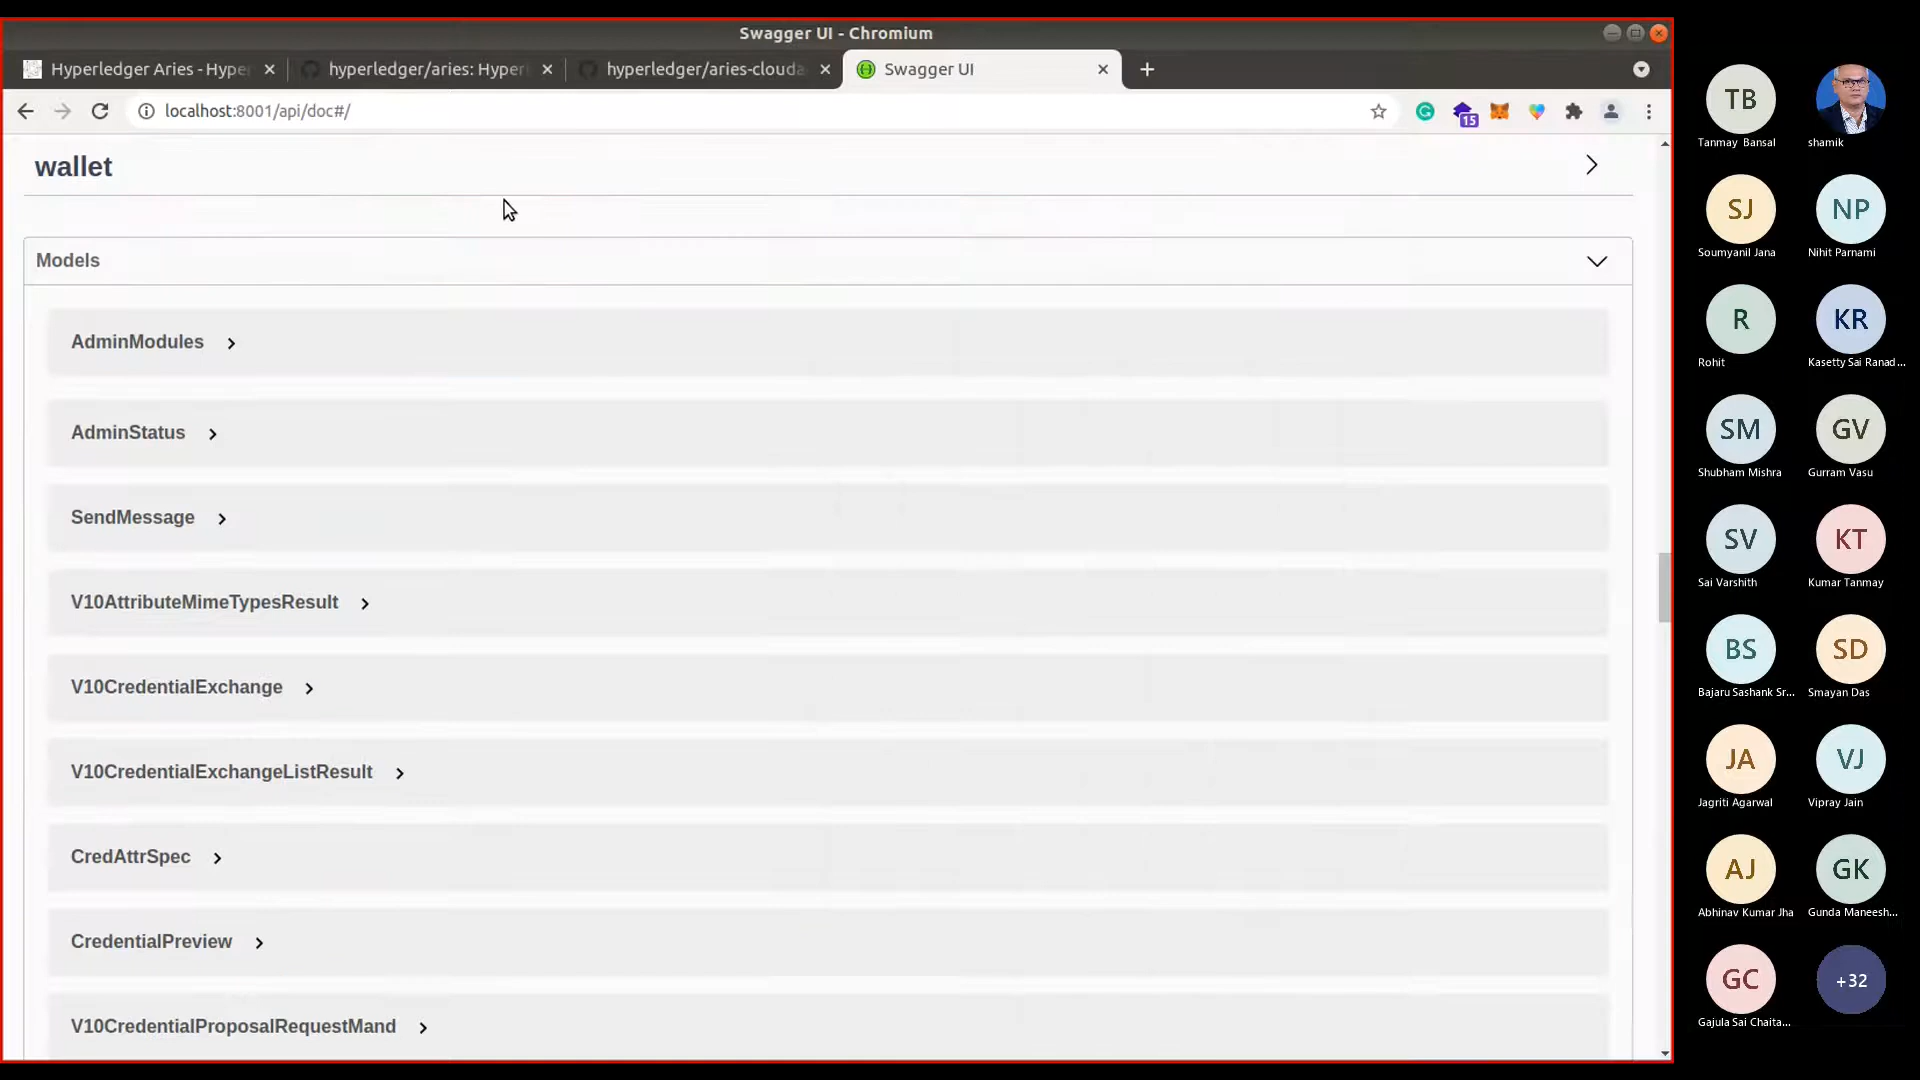 Swagger UI - Chromium
Hyperledger Aries - Hype
hyperledger/aries: Hyperl
hyperledger/aries-clouda
Swagger UI
localhost:8001/api/doc#/
15
wallet
Models
AdminModules
AdminStatus
SendMessage
V10AttributeMimeTypesResult
V10CredentialExchange
V10CredentialExchangeListResult
CredAttrSpec
CredentialPreview
V10CredentialProposalRequestMand
TB
Tanmay Bansal
shamik
SJ
Soumyanil Jana
NP
Nihit Parnami
R
Rohit
KR
Kasetty Sai Ranad...
SM
Shubham Mishra
GV
Gurram Vasu
SV
Sai Varshith
KT
Kumar Tanmay
BS
Bajaru Sashank Sr...
SD
Smayan Das
JA
Jagriti Agarwal
VJ
Vipray Jain
AJ
Abhinav Kumar Jha
GK
Gunda Maneesh...
GC
Gajula Sai Chaita...
+32